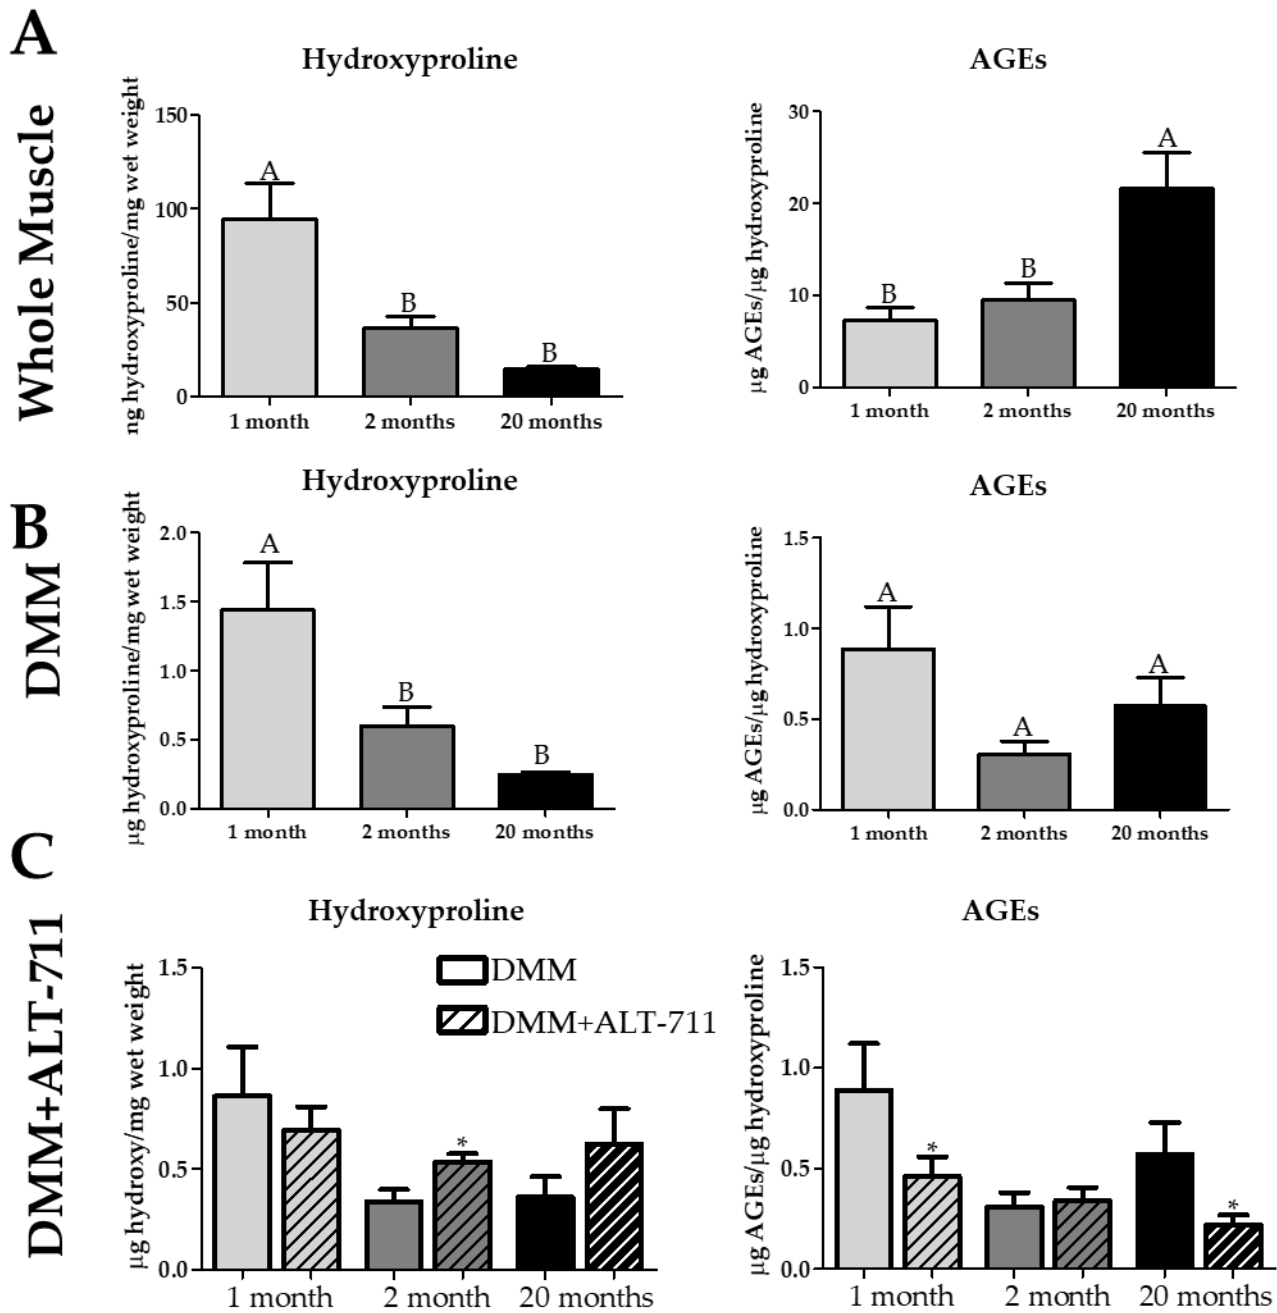 A
Whole Muscle
Hydroxyproline
ng hydroxyproline/mg wet weight
150
100
50
0
A
B
B
1 month
2 months
20 months
AGEs
µg AGEs/µg hydroxyproline
30
20
10
0
B
B
A
1 month
2 months
20 months
B
DMM
Hydroxyproline
µg hydroxyproline/mg wet weight
2.0
1.5
1.0
0.5
0.0
A
B
B
1 month
2 months
20 months
AGEs
µg AGEs/µg hydroxyproline
1.5
1.0
0.5
0.0
A
A
A
1 month
2 months
20 months
C
DMM+ALT-711
Hydroxyproline
DMM
DMM+ALT-711
µg hydroxy/mg wet weight
1.5
1.0
0.5
0.0
*
1 month
2 month
20 months
AGEs
µg AGEs/µg hydroxyproline
1.5
1.0
0.5
0.0
*
*
1 month
2 months
20 months